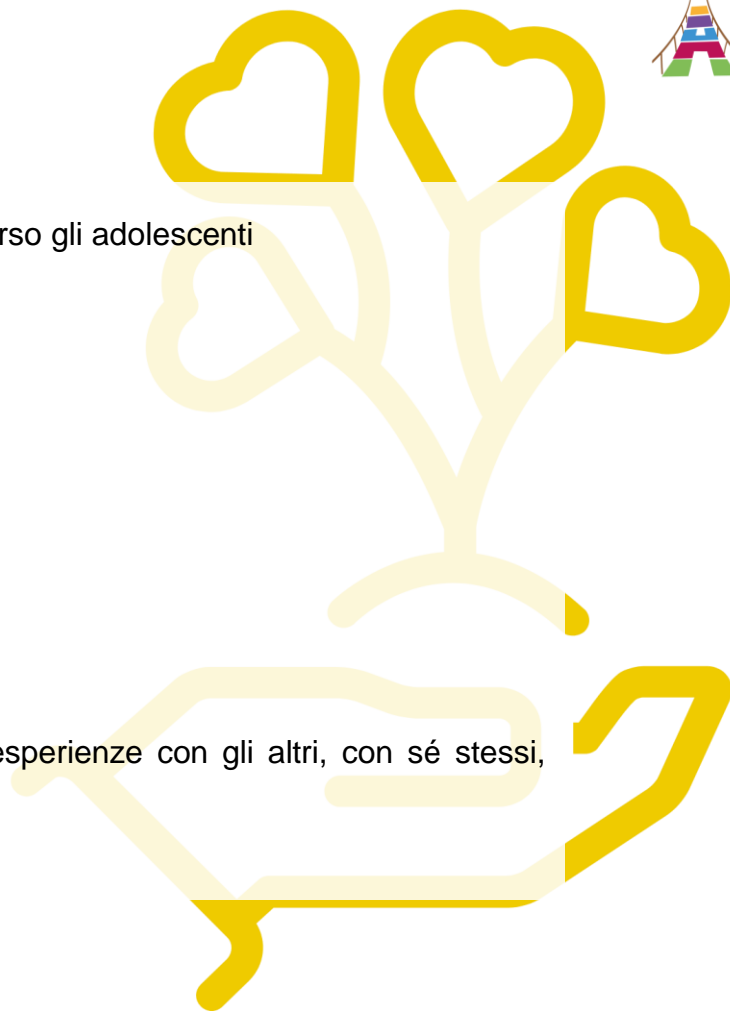 rso gli adolescenti
esperienze con gli altri, con sé stessi,